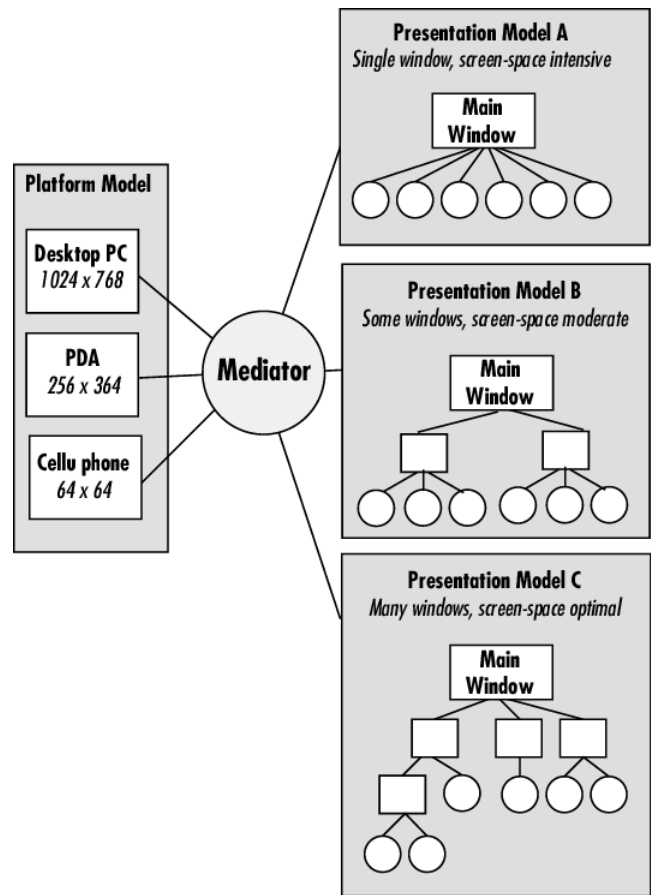 Platform Model
Desktop PC
1024 x 768
PDA
256 x 364
Cellu phone
64 x 64
Mediator
Presentation Model A
Single window, screen-space intensive
Main
Window
Presentation Model B
Some windows, screen-space moderate
Main
Window
Presentation Model C
Many windows, screen-space optimal
Main
Window